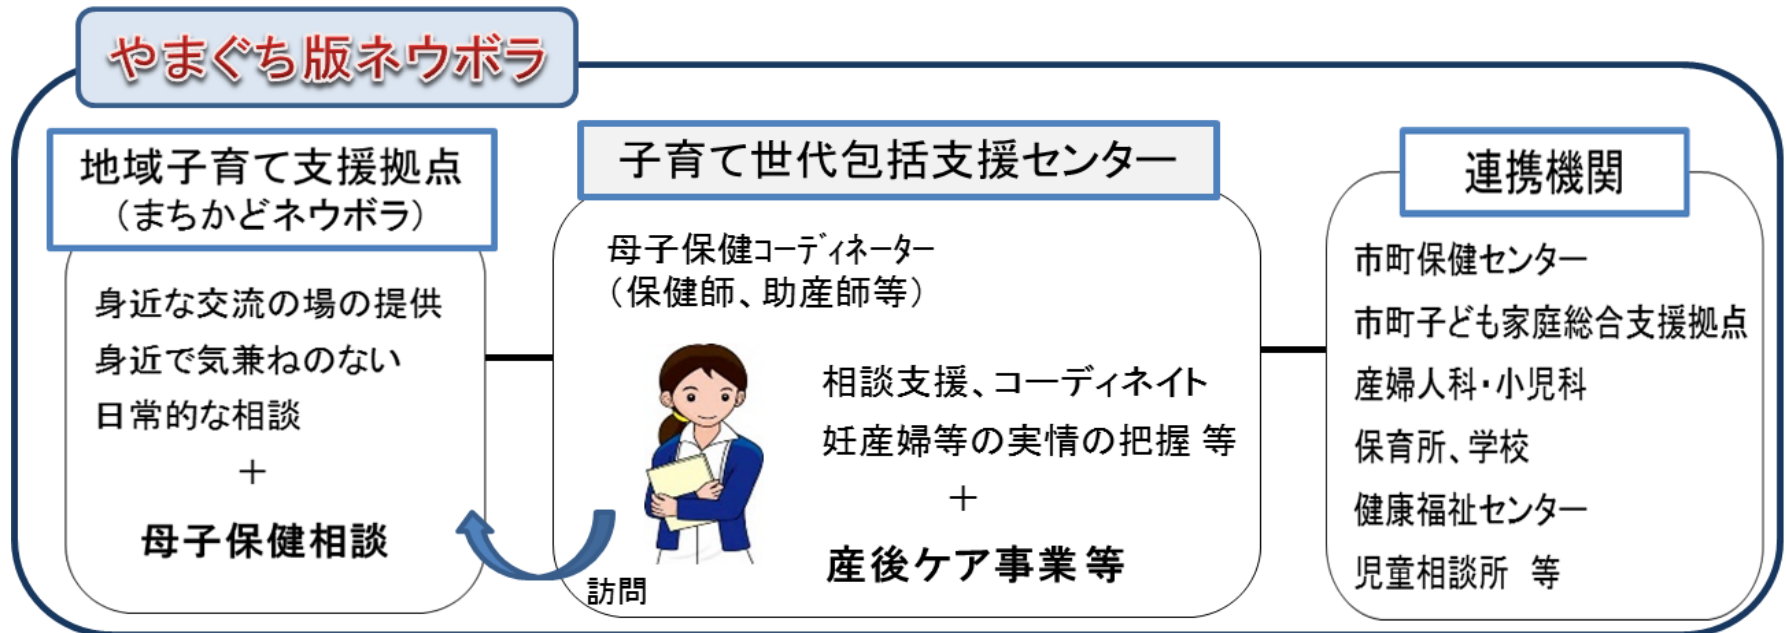 やまぐち版ネウボラ
地域子育て支援拠点
（まちかどネウボラ）
身近な交流の場の提供
身近で気兼ねのない
日常的な相談
＋
母子保健相談
子育て世代包括支援センター
母子保健コーディネーター
（保健師、助産師等）
相談支援、コーディネイト
妊産婦等の実情の把握 等
＋
産後ケア事業 等
訪問
連携機関
市町保健センター
市町子ども家庭総合支援拠点
産婦人科・小児科
保育所、学校
健康福祉センター
児童相談所 等